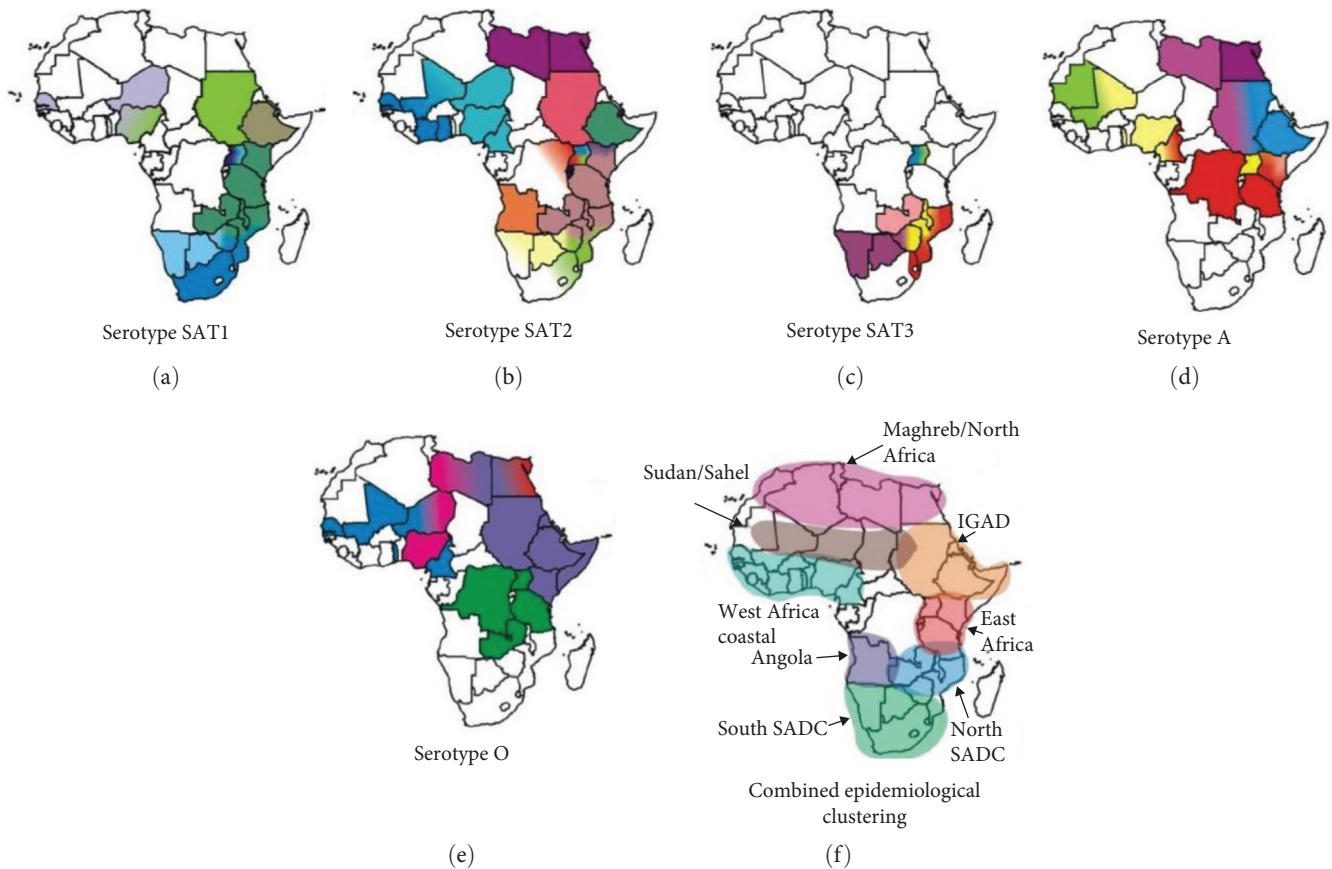 Serotype SAT1
(a)
Serotype SAT2
(b)
Serotype SAT3
(c)
Serotype A
(d)
Serotype O
(e)
Maghreb/North
Africa
Sudan/Sahel
IGAD
West Africa
coastal
East
Africa
Angola
South SADC
North
SADC
Combined epidemiological
clustering
(f)